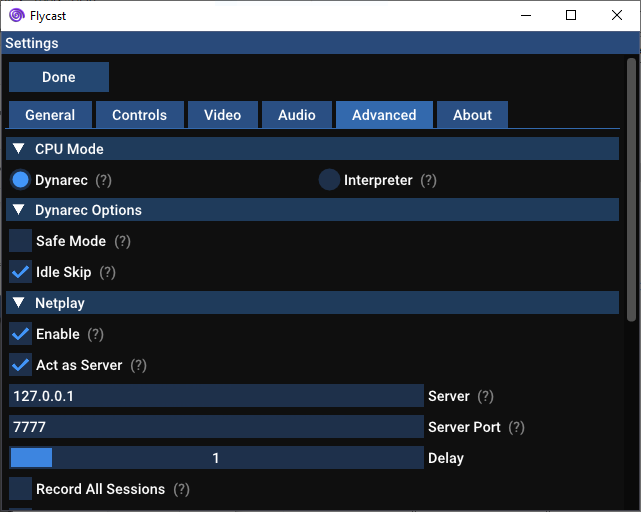 Flycast
Settings
Done
General Controls Video Audio Advanced About
CPU Mode
Dynarec (?) Interpreter (?)
Dynarec Options
Safe Mode (?)
Idle Skip (?)
Netplay
Enable (?)
Act as Server (?)
127.0.0.1 Server (?)
7777 Server Port (?)
1 Delay
Record All Sessions (?)